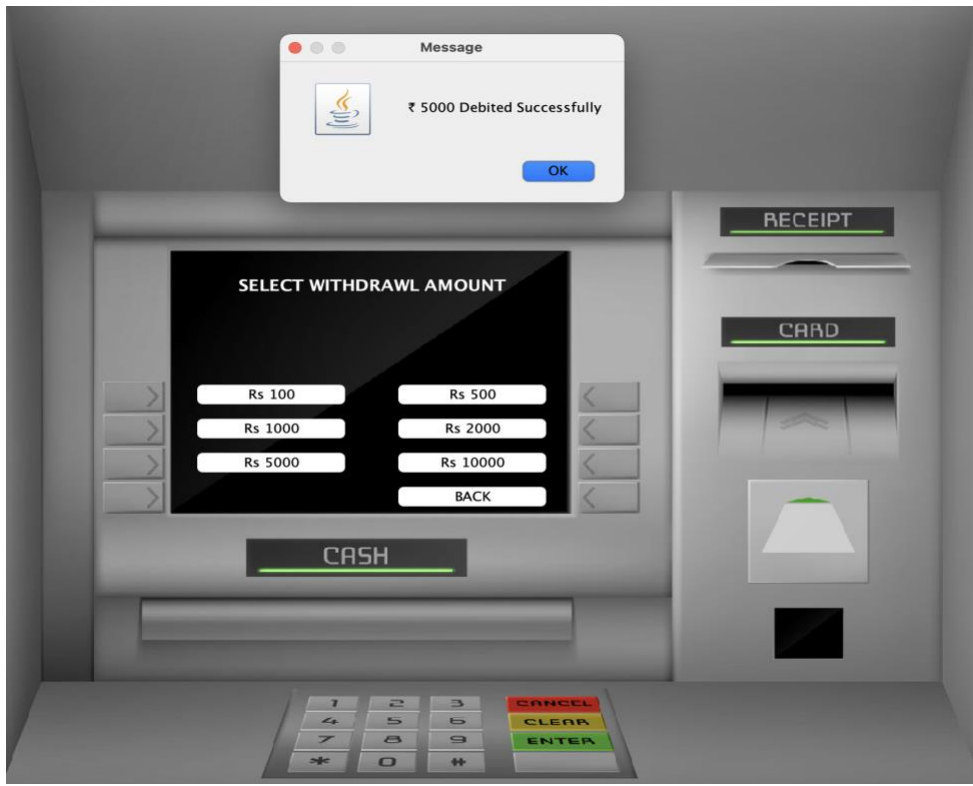 Message
₹ 5000 Debited Successfully
OK
RECEIPT
SELECT WITHDRAWL AMOUNT
CARD
Rs 100
Rs 500
Rs 1000
Rs 2000
Rs 5000
Rs 10000
BACK
CASH
1 2 3 CANCEL
4 5 6 CLEAR
7 8 9 ENTER
* 0 #